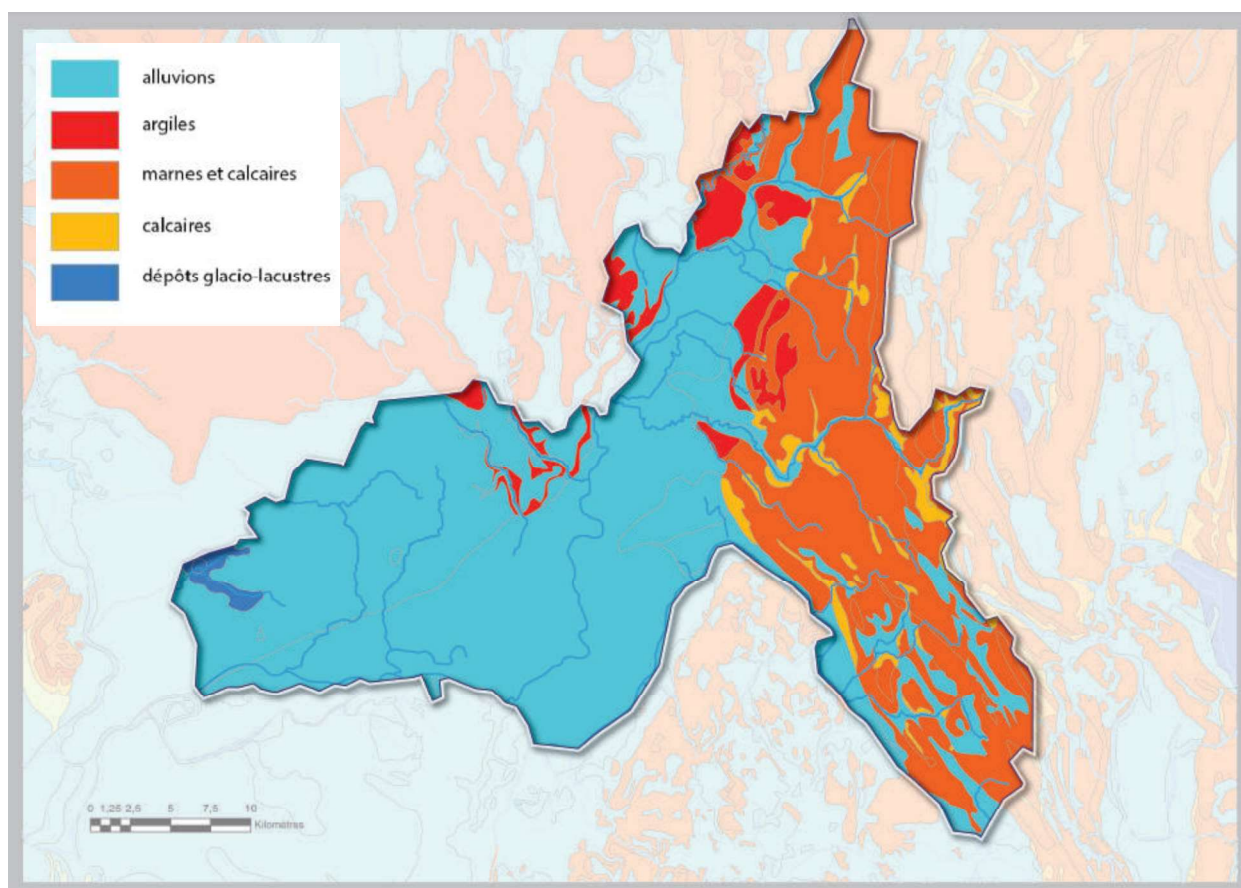 alluvions
argiles
marnes et calcaires
calcaires
dépôts glacio-lacustres
0 1,25 2,5 5 7,5 10
Kilomètres